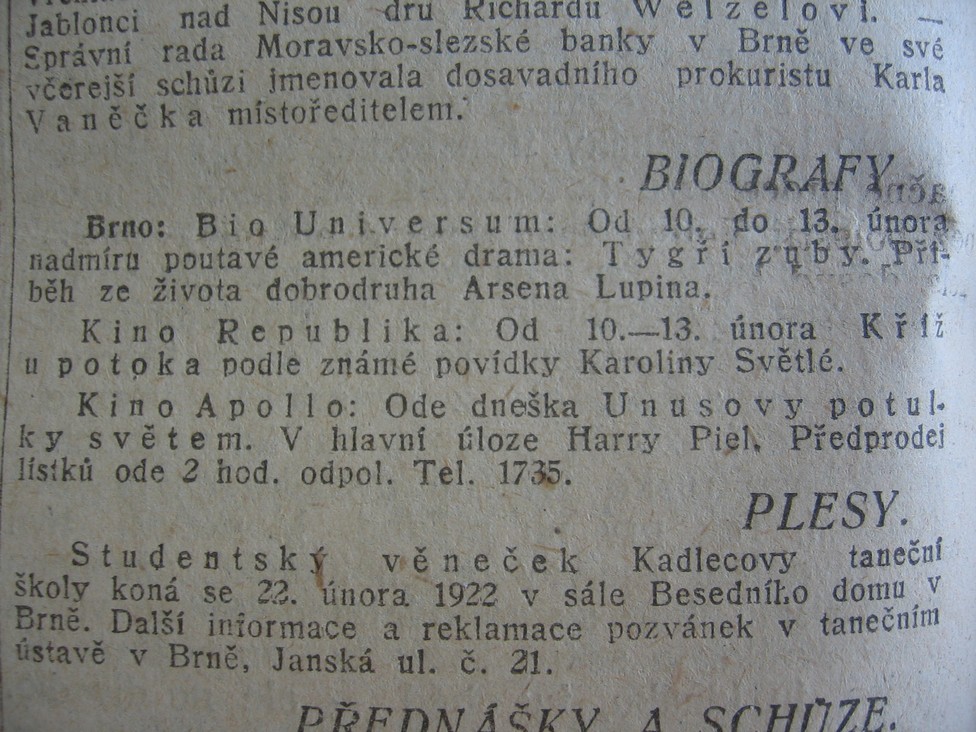 Jablonci nad Nisou dru Richardu Welzelovi. —
Správní rada Moravsko-slezské banky v Brně ve své
včerejší schůzi jmenovala dosavadního prokuristu Karla
Vaněčka místoředitelem.
BIOGRAFY.
Brno: Bio Universum: Od 10. do 13. února
nadmíru poutavé americké drama: Tygří zuby. Pří-
běh ze života dobrodruha Arsena Lupina.
Kino Republika: Od 10.—13. února Kříž
u potoka podle známé povídky Karoliny Světlé.
Kino Apollo: Ode dneška Unusovy potul-
ky světem. V hlavní úloze Harry Piel. Předprodej
lístků ode 2 hod. odpol. Tel. 1735.
PLESY.
Studentský věneček Kadlecovy taneční
školy koná se 22. února 1922 v sále Besedního domu v
Brně. Další informace a reklamace pozvánek v tanečním
ústavě v Brně, Janská ul. č. 21.
PŘEDNÁŠKY A SCHŮZE.